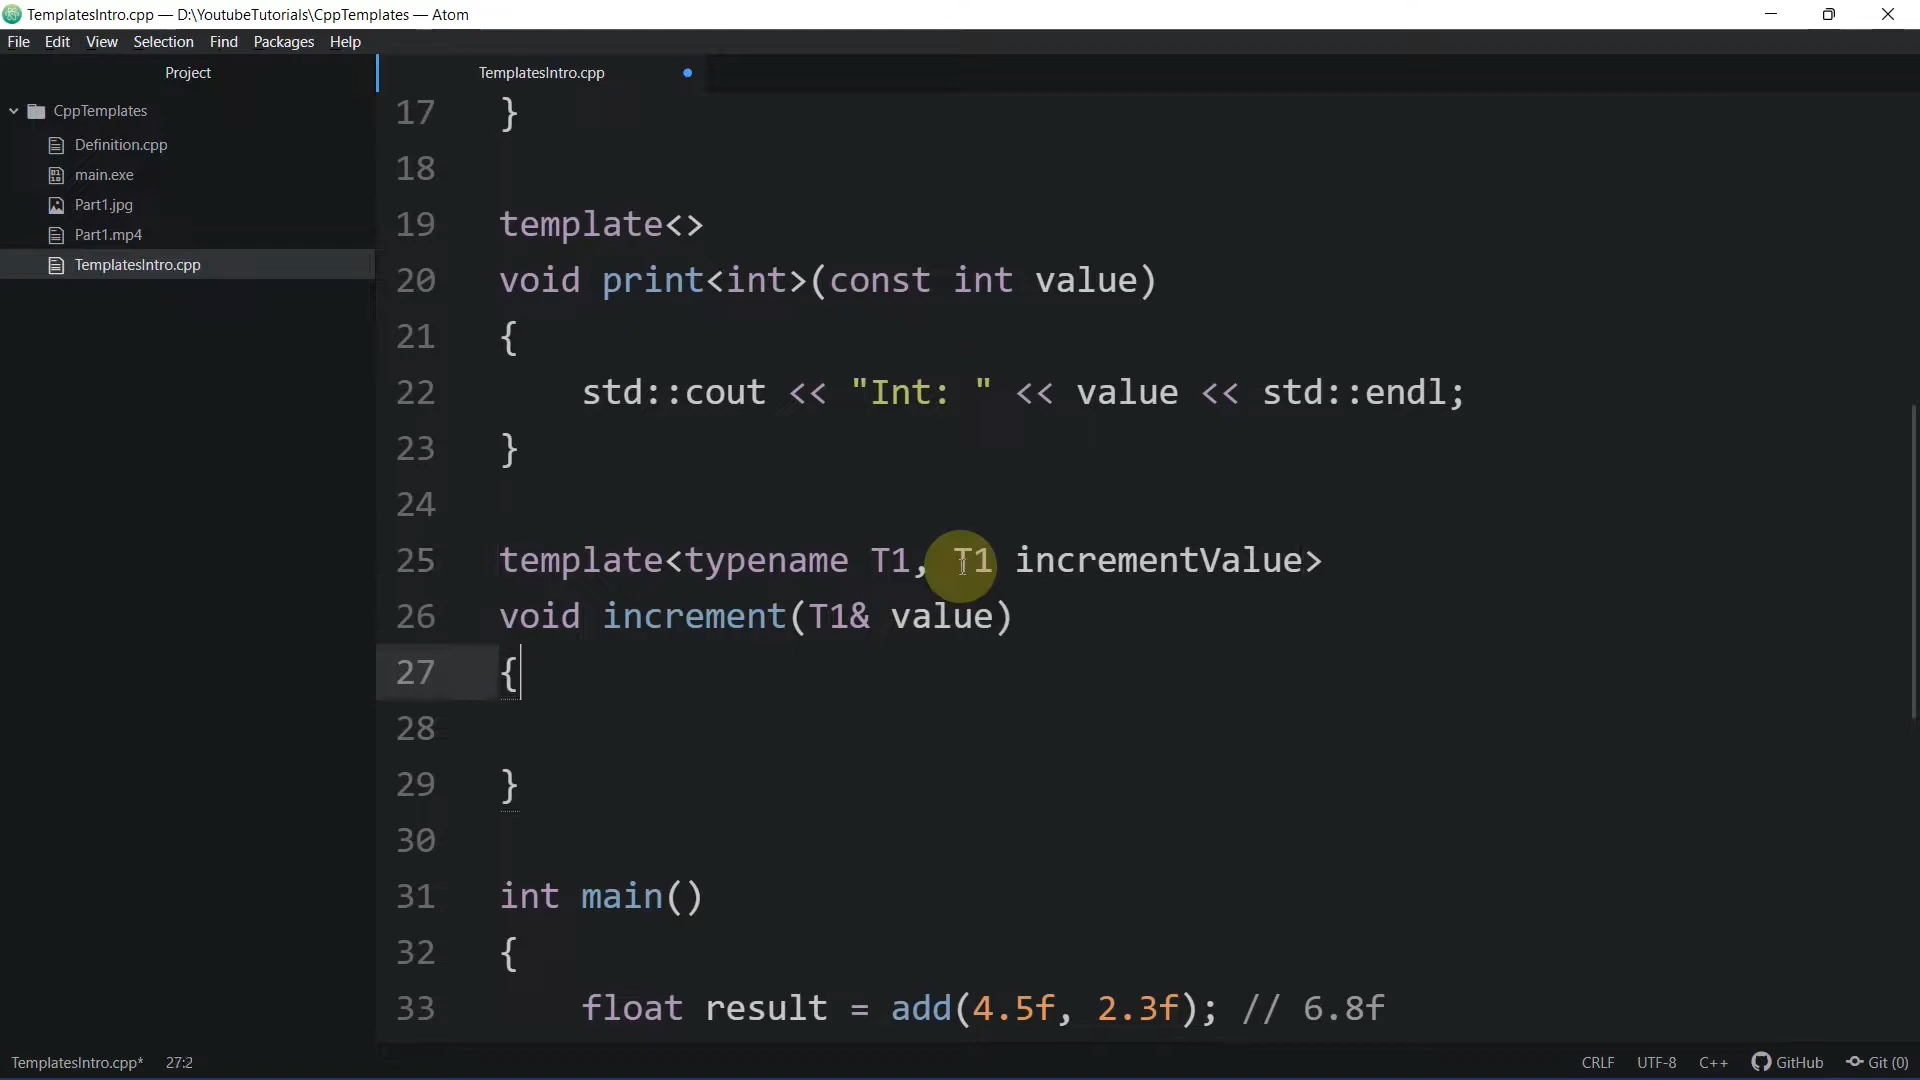 TemplatesIntro.cpp — D:\YoutubeTutorials\CppTemplates — Atom
File Edit View Selection Find Packages Help
Project
TemplatesIntro.cpp
CppTemplates
Definition.cpp
main.exe
Part1.jpg
Part1.mp4
TemplatesIntro.cpp
17 }
18
19 template<>
20 void print<int>(const int value)
21 {
22 std::cout << "Int: " << value << std::endl;
23 }
24
25 template<typename T1, T1 incrementValue>
26 void increment(T1& value)
27 {
28
29 }
30
31 int main()
32 {
33 float result = add(4.5f, 2.3f); // 6.8f
TemplatesIntro.cpp* 27:2 CRLF UTF-8 C++ GitHub Git (0)